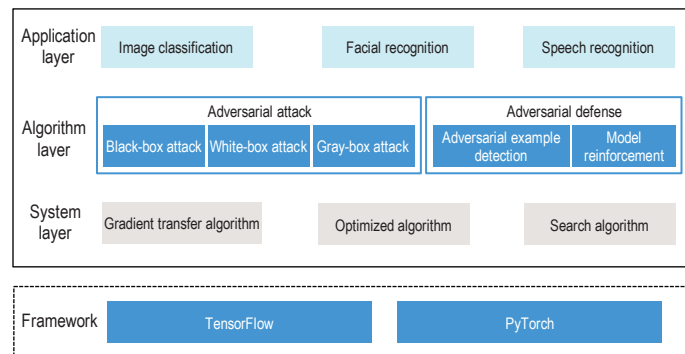 Application
layer
Image classification
Facial recognition
Speech recognition
Algorithm
layer
Adversarial attack
Black-box attack
White-box attack
Gray-box attack
Adversarial defense
Adversarial example
detection
Model
reinforcement
System
layer
Gradient transfer algorithm
Optimized algorithm
Search algorithm
Framework
TensorFlow
PyTorch